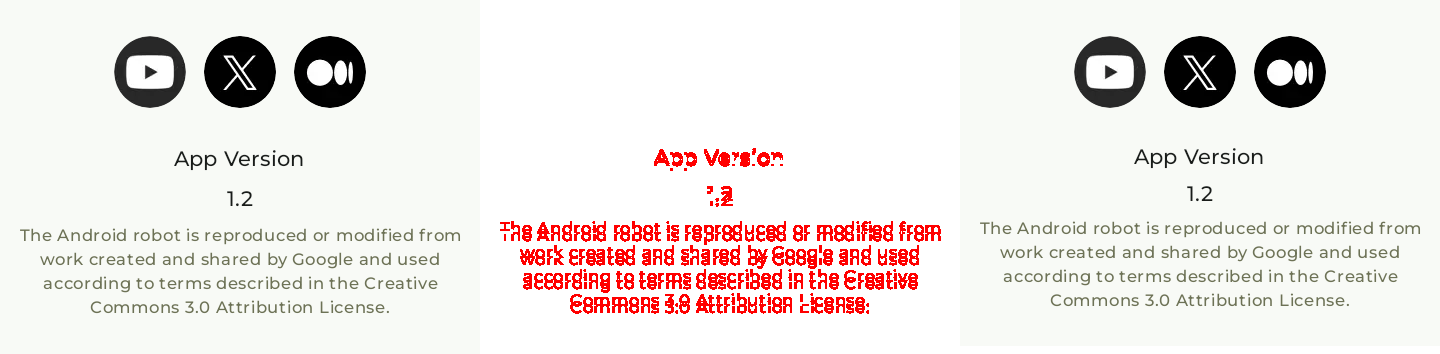 App Version
1.2
The Android robot is reproduced or modified from
work created and shared by Google and used
according to terms described in the Creative
Commons 3.0 Attribution License.
App Version
1.2
The Android robot is reproduced or modified from
work created and shared by Google and used
according to terms described in the Creative
Commons 3.0 Attribution License.
App Version
1.2
The Android robot is reproduced or modified from
work created and shared by Google and used
according to terms described in the Creative
Commons 3.0 Attribution License.